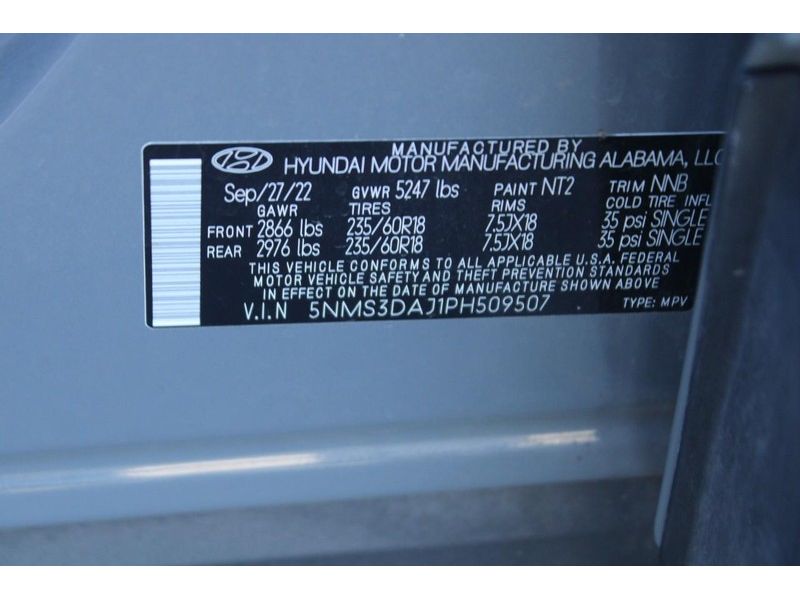 MANUFACTURED BY
HYUNDAI MOTOR MANUFACTURING ALABAMA, LLC
Sep/27/22 GVWR 5247 lbs PAINT NT2 TRIM NNB
GAWR TIRES RIMS COLD TIRE INFL
FRONT 2866 lbs 235/60R18 7.5JX18 35 psi SINGLE
REAR 2976 lbs 235/60R18 7.5JX18 35 psi SINGLE
THIS VEHICLE CONFORMS TO ALL APPLICABLE U.S.A. FEDERAL
MOTOR VEHICLE SAFETY AND THEFT PREVENTION STANDARDS
IN EFFECT ON THE DATE OF MANUFACTURE SHOWN ABOVE
V.I.N 5NMS3DAJ1PH509507 TYPE: MPV